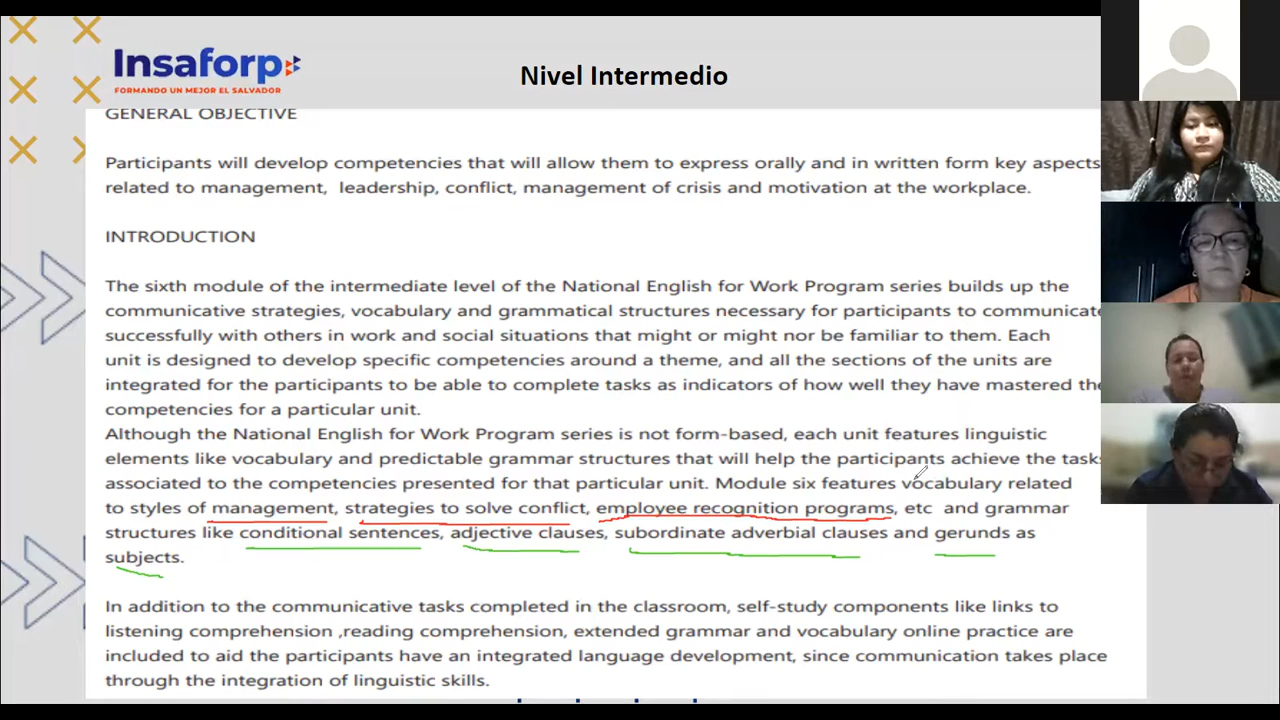 Insaforp
FORMANDO UN MEJOR EL SALVADOR
Nivel Intermedio
GENERAL OBJECTIVE
Participants will develop competencies that will allow them to express orally and in written form key aspects
related to management, leadership, conflict, management of crisis and motivation at the workplace.
INTRODUCTION
The sixth module of the intermediate level of the National English for Work Program series builds up the
communicative strategies, vocabulary and grammatical structures necessary for participants to communicate
successfully with others in work and social situations that might or might nor be familiar to them. Each
unit is designed to develop specific competencies around a theme, and all the sections of the units are
integrated for the participants to be able to complete tasks as indicators of how well they have mastered the
competencies for a particular unit.
Although the National English for Work Program series is not form-based, each unit features linguistic
elements like vocabulary and predictable grammar structures that will help the participants achieve the tasks
associated to the competencies presented for that particular unit. Module six features vocabulary related
to styles of management, strategies to solve conflict, employee recognition programs, etc and grammar
structures like conditional sentences, adjective clauses, subordinate adverbial clauses and gerunds as
subjects.
In addition to the communicative tasks completed in the classroom, self-study components like links to
listening comprehension ,reading comprehension, extended grammar and vocabulary online practice are
included to aid the participants have an integrated language development, since communication takes place
through the integration of linguistic skills.